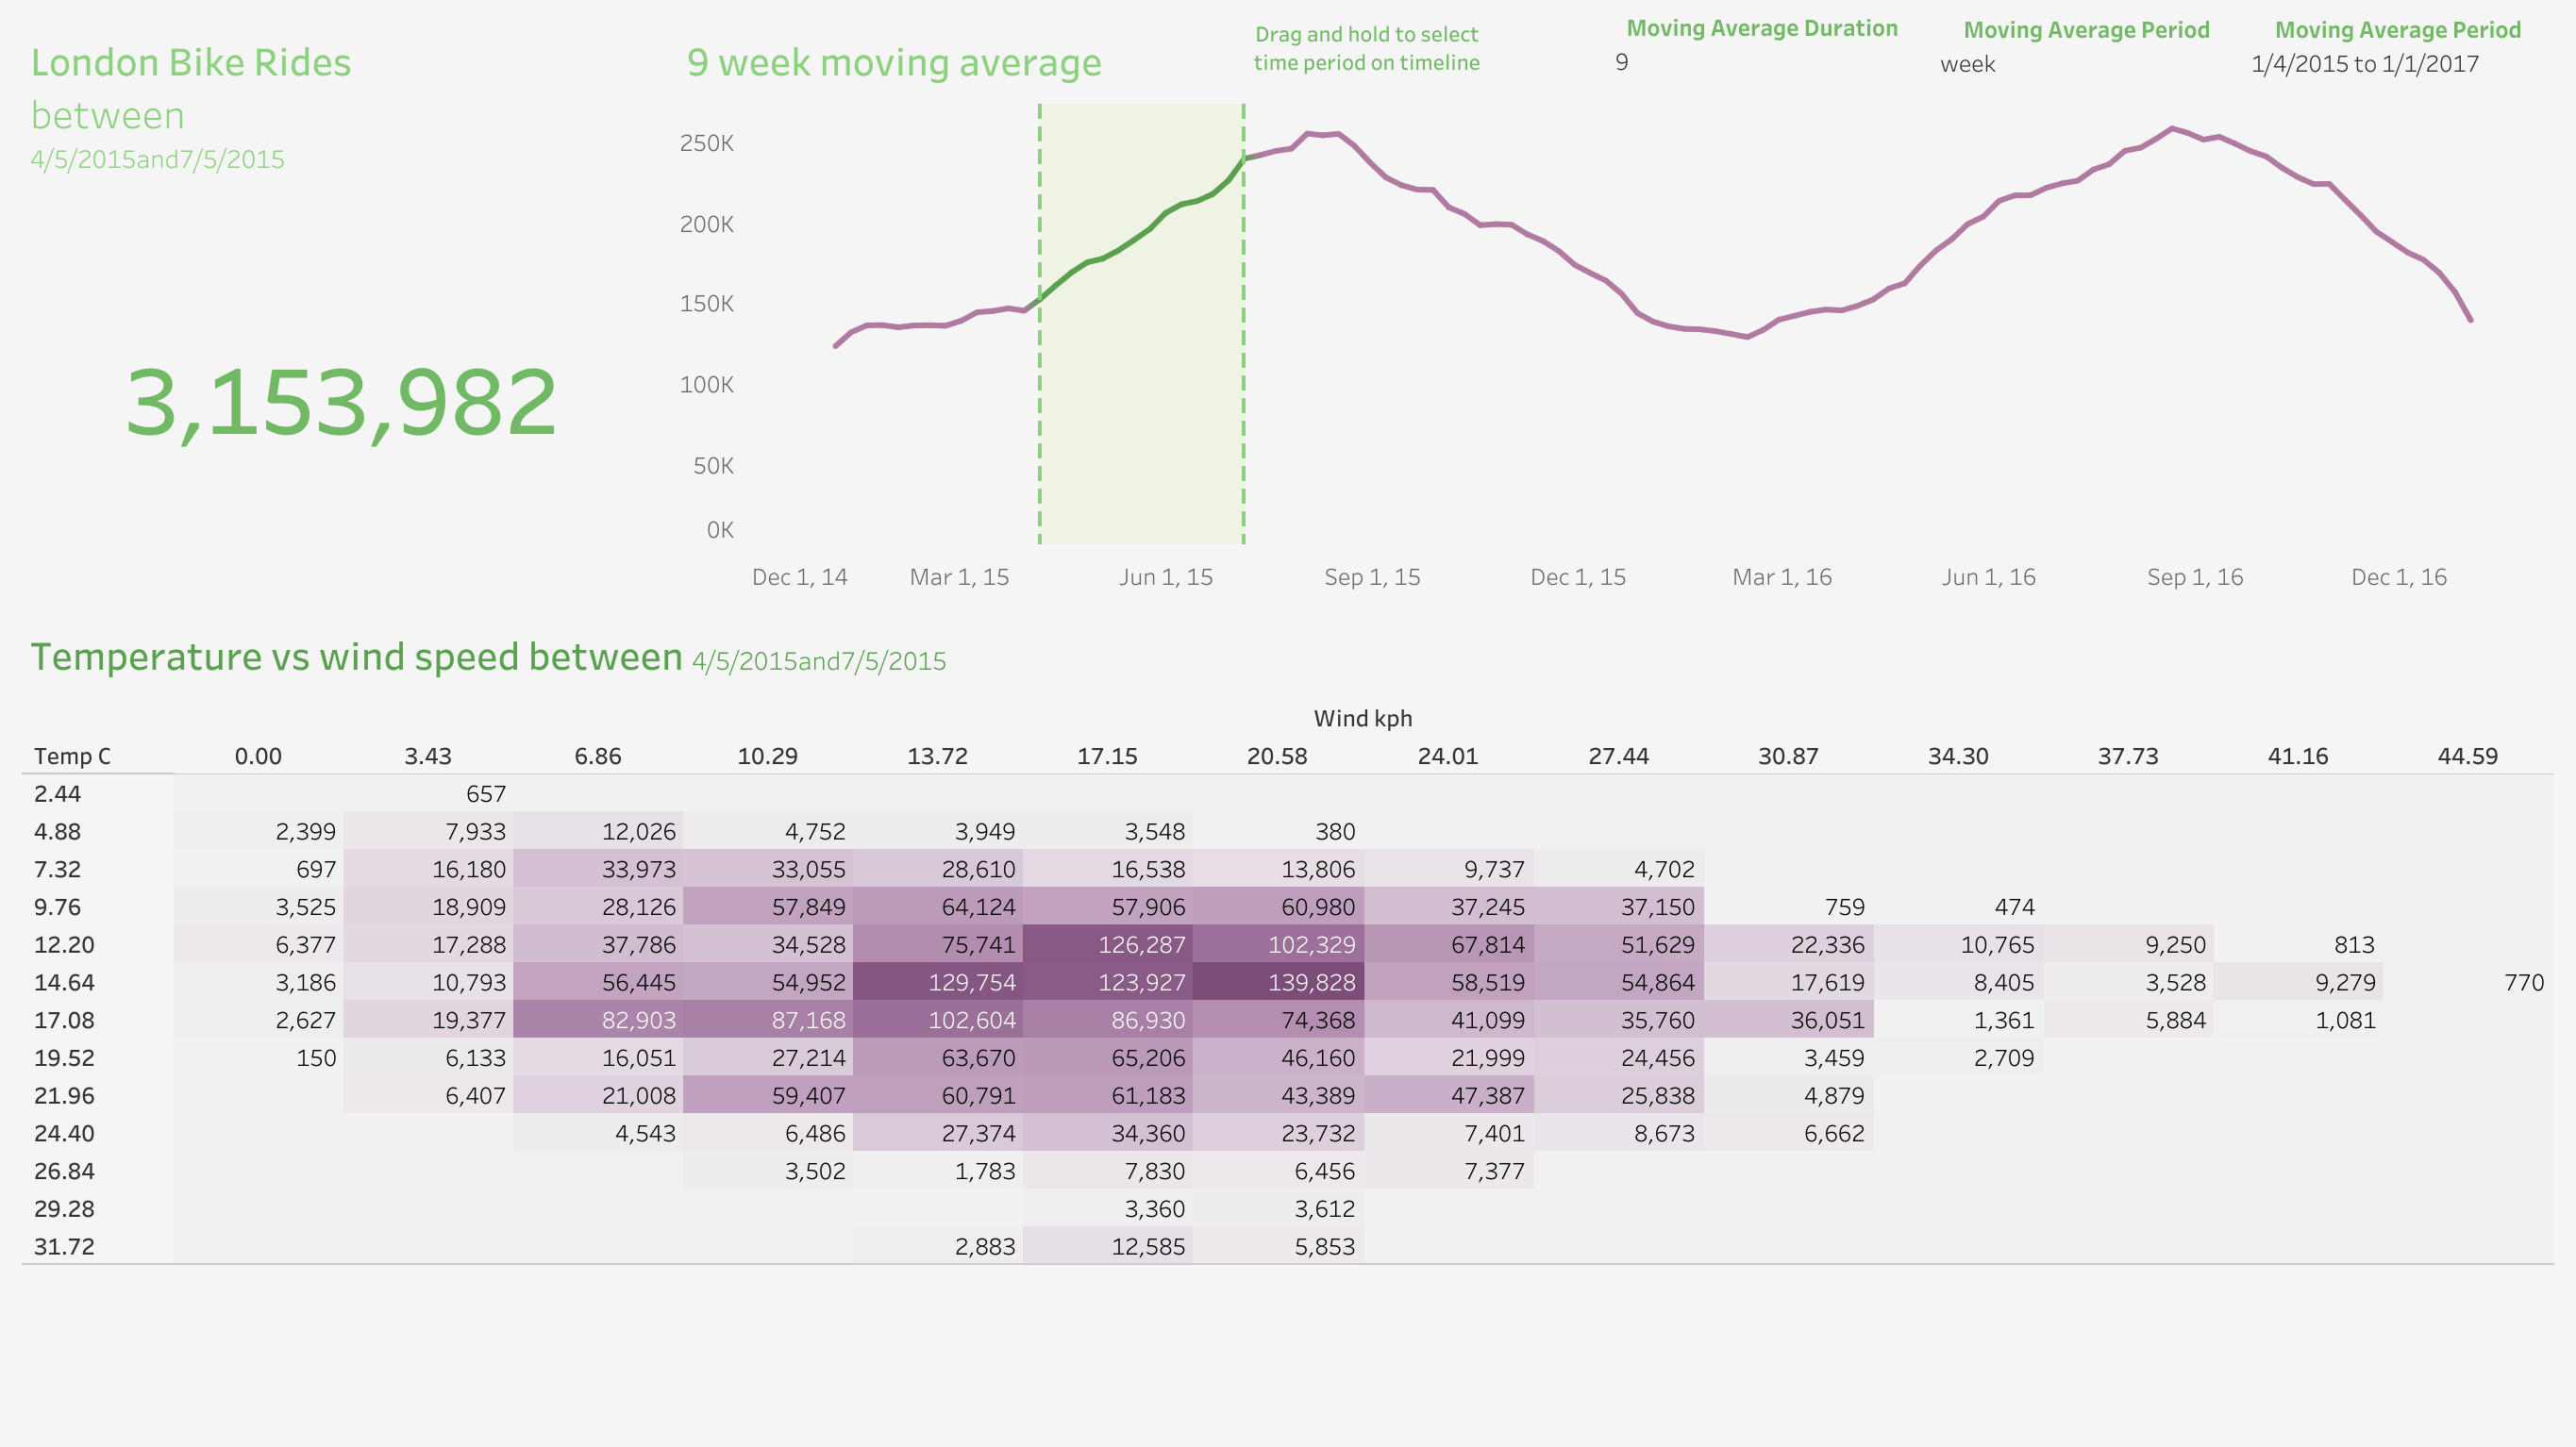 London Bike Rides
between
4/5/2015and7/5/2015
3,153,982
9 week moving average
Drag and hold to select
time period on timeline
Moving Average Duration
9
Moving Average Period
week
Moving Average Period
1/4/2015 to 1/1/2017
250K
200K
150K
100K
50K
0K
Dec 1, 14 Mar 1, 15 Jun 1, 15 Sep 1, 15 Dec 1, 15 Mar 1, 16 Jun 1, 16 Sep 1, 16 Dec 1, 16
Temperature vs wind speed between 4/5/2015and7/5/2015
Wind kph
Temp C 0.00 3.43 6.86 10.29 13.72 17.15 20.58 24.01 27.44 30.87 34.30 37.73 41.16 44.59
2.44 657
4.88 2,399 7,933 12,026 4,752 3,949 3,548 380
7.32 697 16,180 33,973 33,055 28,610 16,538 13,806 9,737 4,702
9.76 3,525 18,909 28,126 57,849 64,124 57,906 60,980 37,245 37,150 759 474
12.20 6,377 17,288 37,786 34,528 75,741 126,287 102,329 67,814 51,629 22,336 10,765 9,250 813
14.64 3,186 10,793 56,445 54,952 129,754 123,927 139,828 58,519 54,864 17,619 8,405 3,528 9,279 770
17.08 2,627 19,377 82,903 87,168 102,604 86,930 74,368 41,099 35,760 36,051 1,361 5,884 1,081
19.52 150 6,133 16,051 27,214 63,670 65,206 46,160 21,999 24,456 3,459 2,709
21.96 6,407 21,008 59,407 60,791 61,183 43,389 47,387 25,838 4,879
24.40 4,543 6,486 27,374 34,360 23,732 7,401 8,673 6,662
26.84 3,502 1,783 7,830 6,456 7,377
29.28 3,360 3,612
31.72 2,883 12,585 5,853